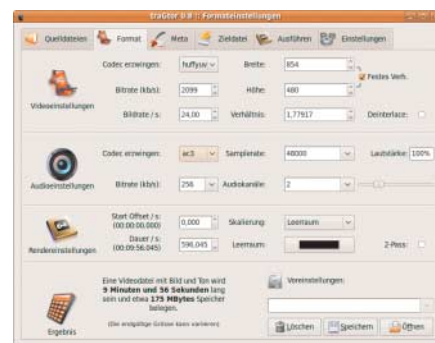 traGtor 0.8 :: Formateinstellungen
Quelldateien Format Meta Zieldatei Ausführen Einstellungen
Codec erzwingen: huffyuv Breite: 854
Festes Verh.
Videoeinstellungen
Bitrate (kb/s): 2099 Höhe: 480
Bildrate / s: 24,00 Verhältnis: 1,77917 Deinterlace:
Codec erzwingen: ac3 Samplerate: 48000 Lautstärke: 100%
Audioeinstellungen
Bitrate (kb/s): 256 Audiokanäle: 2
Start Offset / s: 0,000 Skalierung: Leerraum
(00:00:00.000)
Rendereinstellungen
Dauer / s: 596,045 Leerraum: 2-Pass:
(00:09:56.045)
Eine Videodatei mit Bild und Ton wird
9 Minuten und 56 Sekunden lang
sein und etwa 175 MBytes Speicher
belegen.
(Die endgültige Grösse kann variieren)
Ergebnis
Voreinstellungen:
Löschen Speichern Öffnen